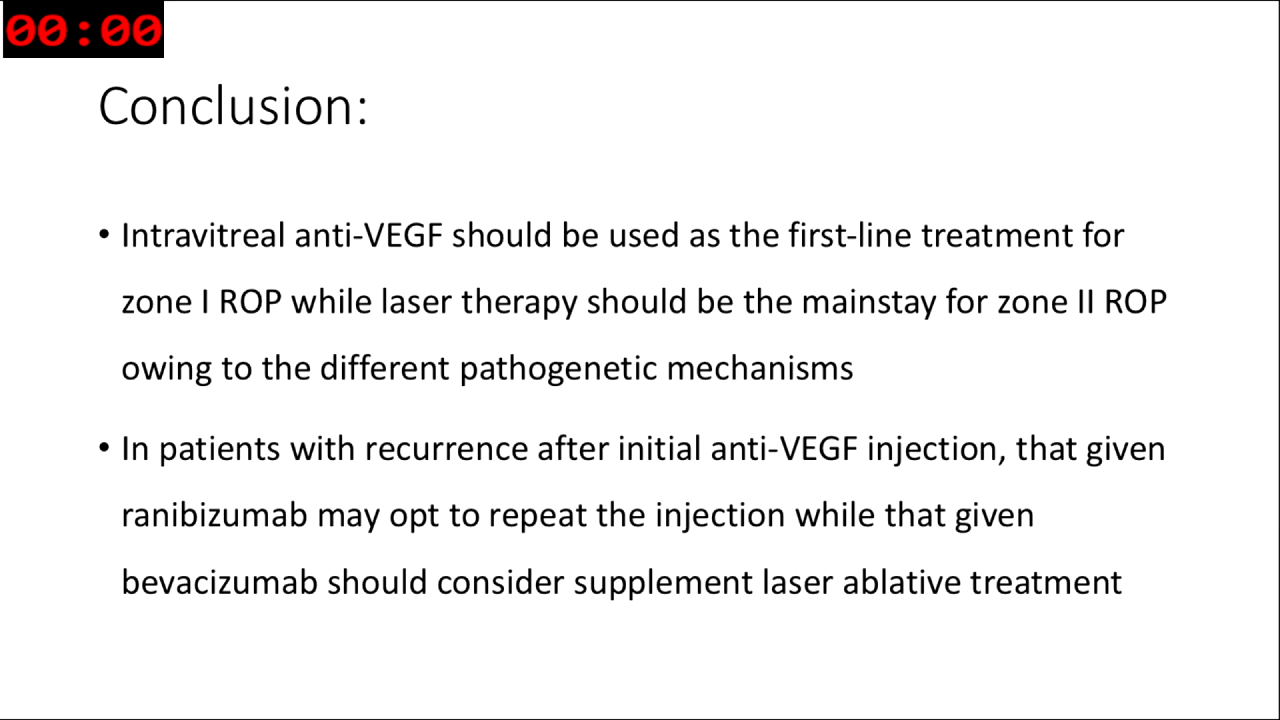 00:00
Conclusion:
• Intravitreal anti-VEGF should be used as the first-line treatment for
zone I ROP while laser therapy should be the mainstay for zone II ROP
owing to the different pathogenetic mechanisms
• In patients with recurrence after initial anti-VEGF injection, that given
ranibizumab may opt to repeat the injection while that given
bevacizumab should consider supplement laser ablative treatment